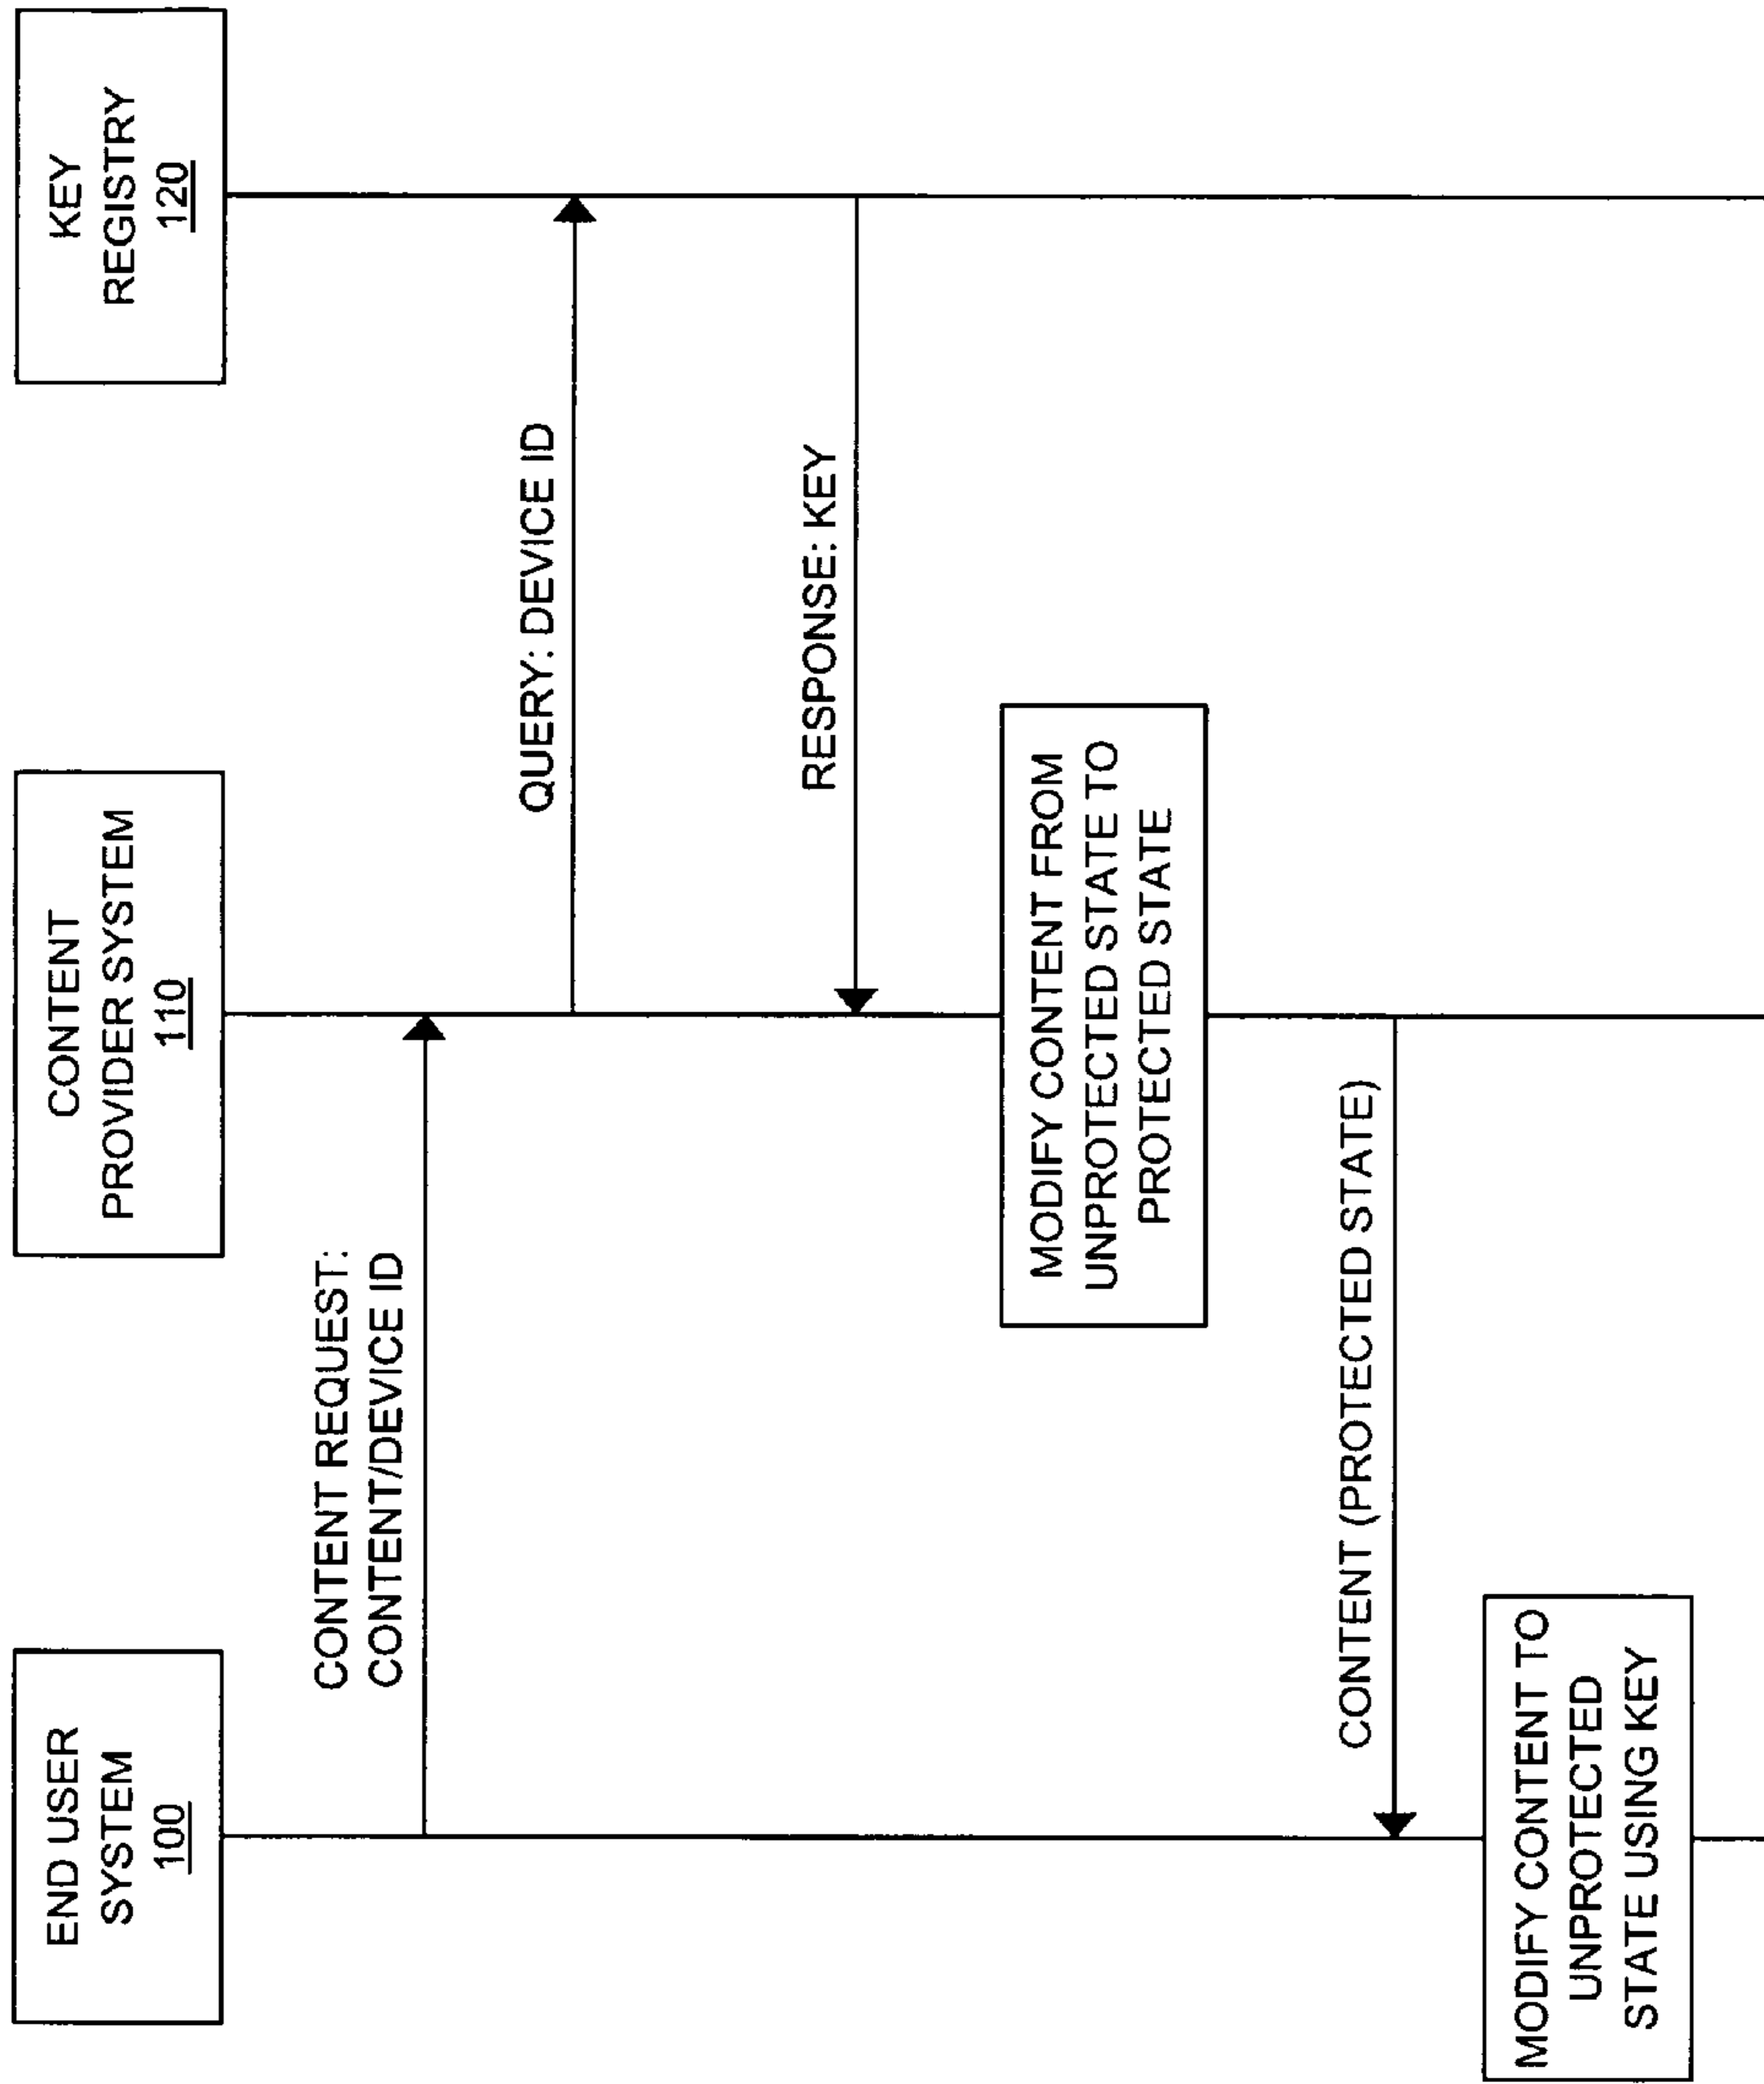 END USER
SYSTEM
100
CONTENT
PROVIDER SYSTEM
110
KEY
REGISTRY
120
CONTENT REQUEST:
CONTENT/DEVICE ID
QUERY: DEVICE ID
RESPONSE: KEY
MODIFY CONTENT FROM
UNPROTECTED STATE TO
PROTECTED STATE
CONTENT (PROTECTED STATE)
MODIFY CONTENT TO
UNPROTECTED
STATE USING KEY